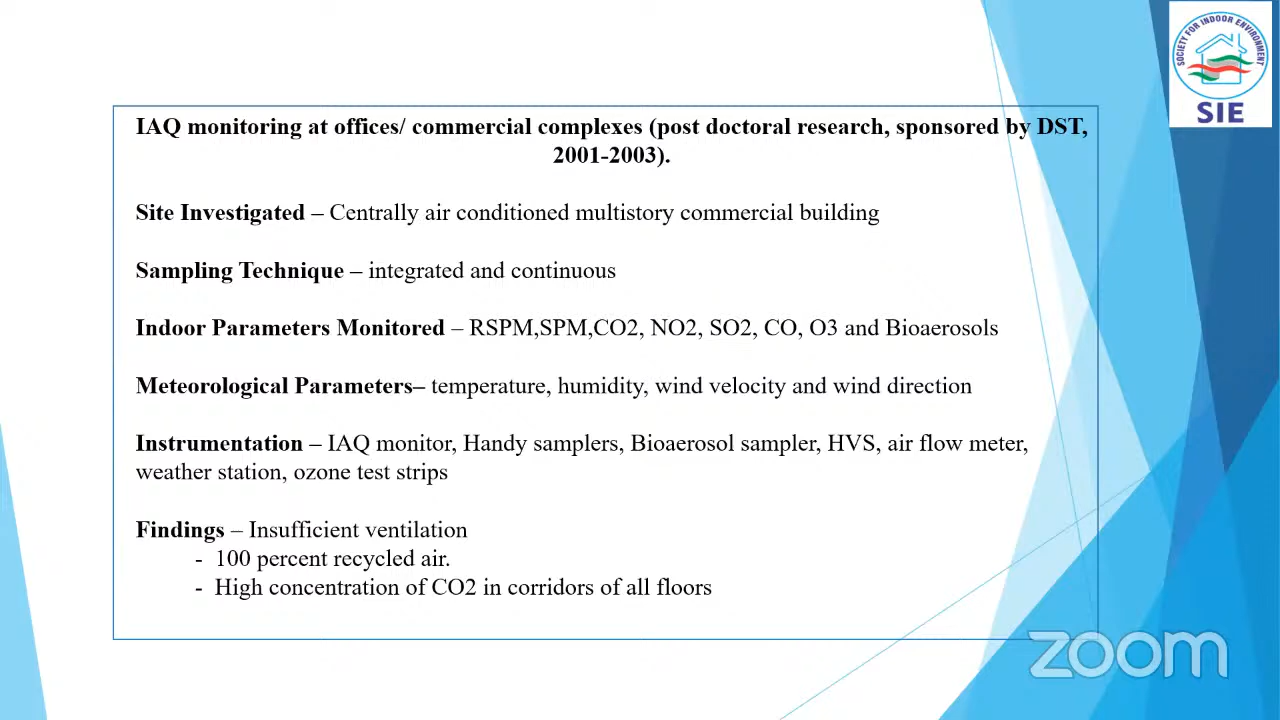 SOCIETY FOR INDOOR ENVIRONMENT
SIE
IAQ monitoring at offices/ commercial complexes (post doctoral research, sponsored by DST,
2001-2003).
Site Investigated – Centrally air conditioned multistory commercial building
Sampling Technique – integrated and continuous
Indoor Parameters Monitored – RSPM,SPM,CO2, NO2, SO2, CO, O3 and Bioaerosols
Meteorological Parameters– temperature, humidity, wind velocity and wind direction
Instrumentation – IAQ monitor, Handy samplers, Bioaerosol sampler, HVS, air flow meter,
weather station, ozone test strips
Findings – Insufficient ventilation
- 100 percent recycled air.
- High concentration of CO2 in corridors of all floors
zoom